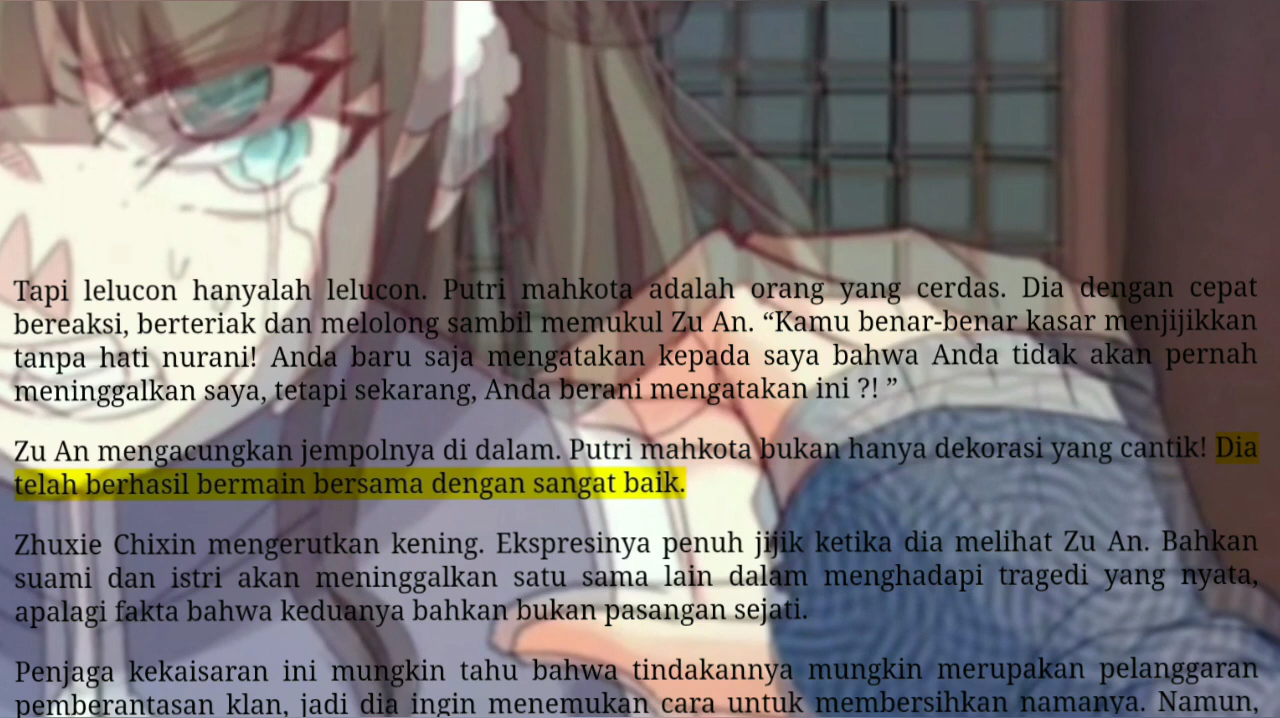 Tapi lelucon hanyalah lelucon. Putri mahkota adalah orang yang cerdas. Dia dengan cepat
bereaksi, berteriak dan melolong sambil memukul Zu An. “Kamu benar-benar kasar menjijikkan
tanpa hati nurani! Anda baru saja mengatakan kepada saya bahwa Anda tidak akan pernah
meninggalkan saya, tetapi sekarang, Anda berani mengatakan ini ?! ”
Zu An mengacungkan jempolnya di dalam. Putri mahkota bukan hanya dekorasi yang cantik! Dia
telah berhasil bermain bersama dengan sangat baik.
Zhuxie Chixin mengerutkan kening. Ekspresinya penuh jijik ketika dia melihat Zu An. Bahkan
suami dan istri akan meninggalkan satu sama lain dalam menghadapi tragedi yang nyata,
apalagi fakta bahwa keduanya bahkan bukan pasangan sejati.
Penjaga kekaisaran ini mungkin tahu bahwa tindakannya mungkin merupakan pelanggaran
pemberantasan klan, jadi dia ingin menemukan cara untuk membersihkan namanya. Namun,